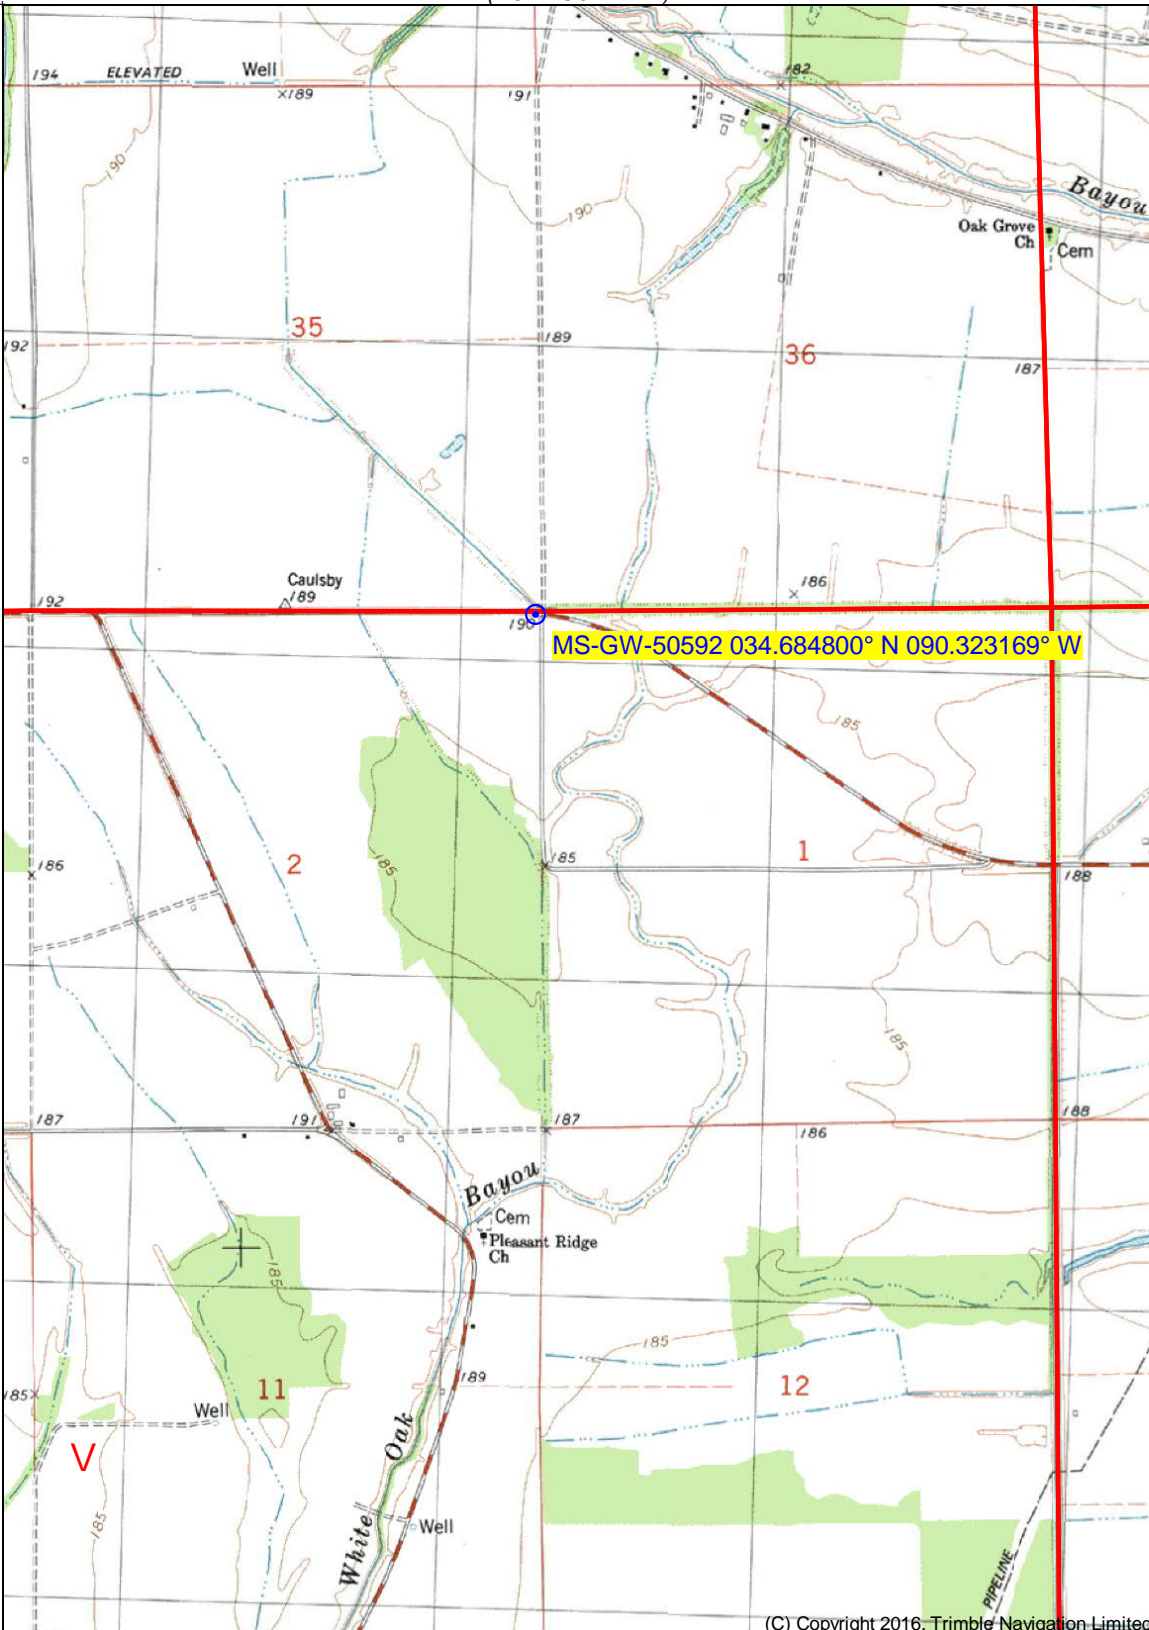 194
ELEVATED
Well
189
191
182
190
190
Bayou
Oak Grove
Ch
Cem
35
189
192
36
187
Caulsby
189
192
186
190
MS-GW-50592 034.684800° N 090.323169° W
185
2
1
185
186
185
188
185
187
191
187
186
188
Bayou
Cem
Pleasant Ridge
Ch
185
185
11
189
12
185
Well
V
Oak
185
White
Well
PIPELINE
(C) Copyright 2016, Trimble Navigation Limited